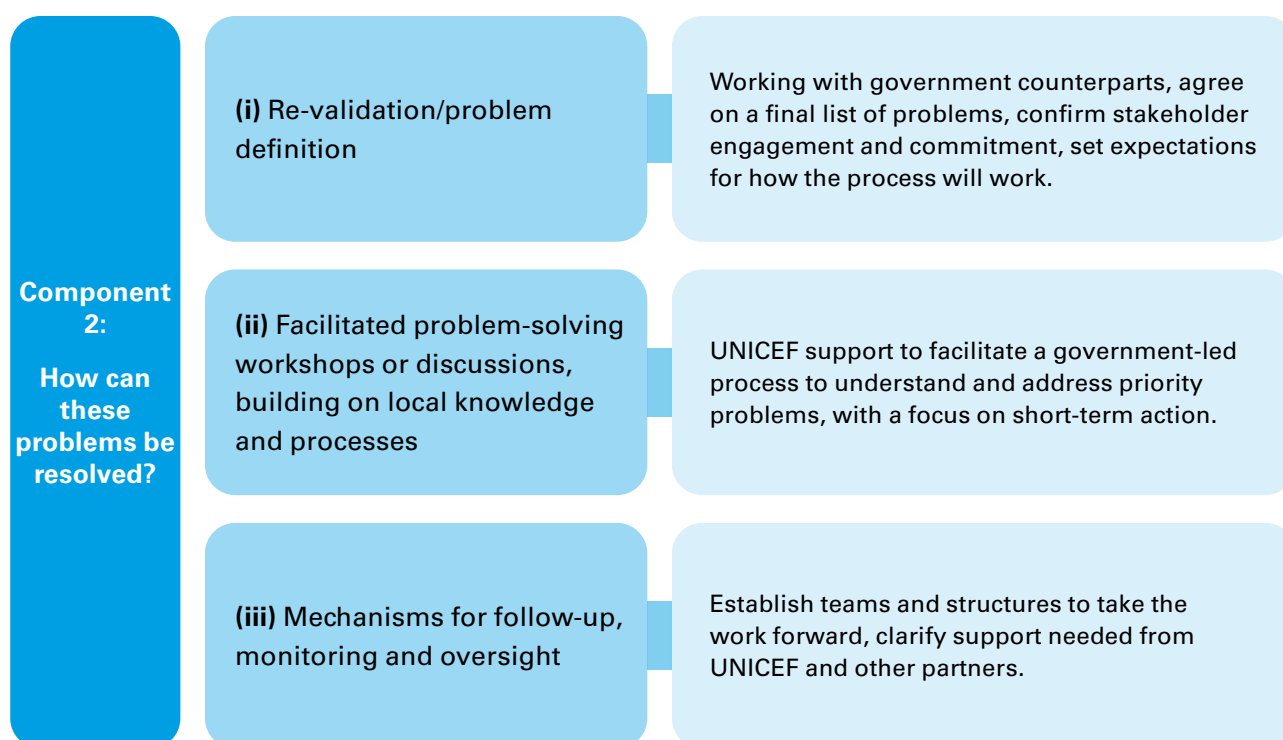 Component
2:
How can
these
problems be
resolved?
(i) Re-validation/problem
definition
Working with government counterparts, agree
on a final list of problems, confirm stakeholder
engagement and commitment, set expectations
for how the process will work.
(ii) Facilitated problem-solving
workshops or discussions,
building on local knowledge
and processes
UNICEF support to facilitate a government-led
process to understand and address priority
problems, with a focus on short-term action.
(iii) Mechanisms for follow-up,
monitoring and oversight
Establish teams and structures to take the
work forward, clarify support needed from
UNICEF and other partners.